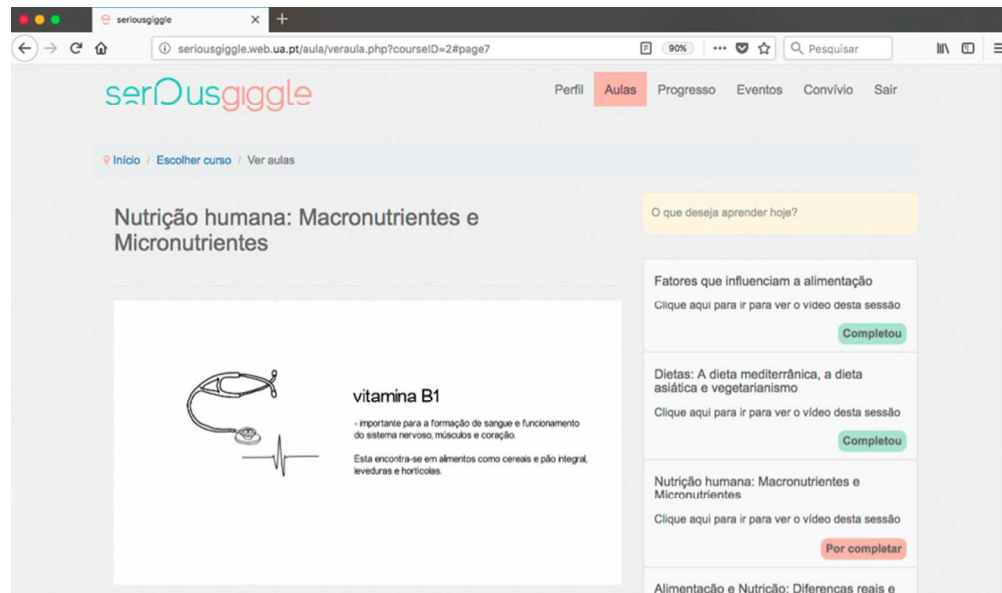 seriousgiggle
seriousgiggle.web.ua.pt/aula/veraula.php?courseID=2#page7
90%
Pesquisar
seriousgiggle
Perfil
Aulas
Progresso
Eventos
Convívio
Sair
Início / Escolher curso / Ver aulas
Nutrição humana: Macronutrientes e
Micronutrientes
vitamina B1
- importante para a formação de sangue e funcionamento
do sistema nervoso, músculos e coração.
Esta encontra-se em alimentos como cereais e pão integral,
leveduras e hortícolas.
O que deseja aprender hoje?
Fatores que influenciam a alimentação
Clique aqui para ir para ver o vídeo desta sessão
Completou
Dietas: A dieta mediterrânica, a dieta
asiática e vegetarianismo
Clique aqui para ir para ver o vídeo desta sessão
Completou
Nutrição humana: Macronutrientes e
Micronutrientes
Clique aqui para ir para ver o vídeo desta sessão
Por completar
Alimentação e Nutrição: Diferenças reais e